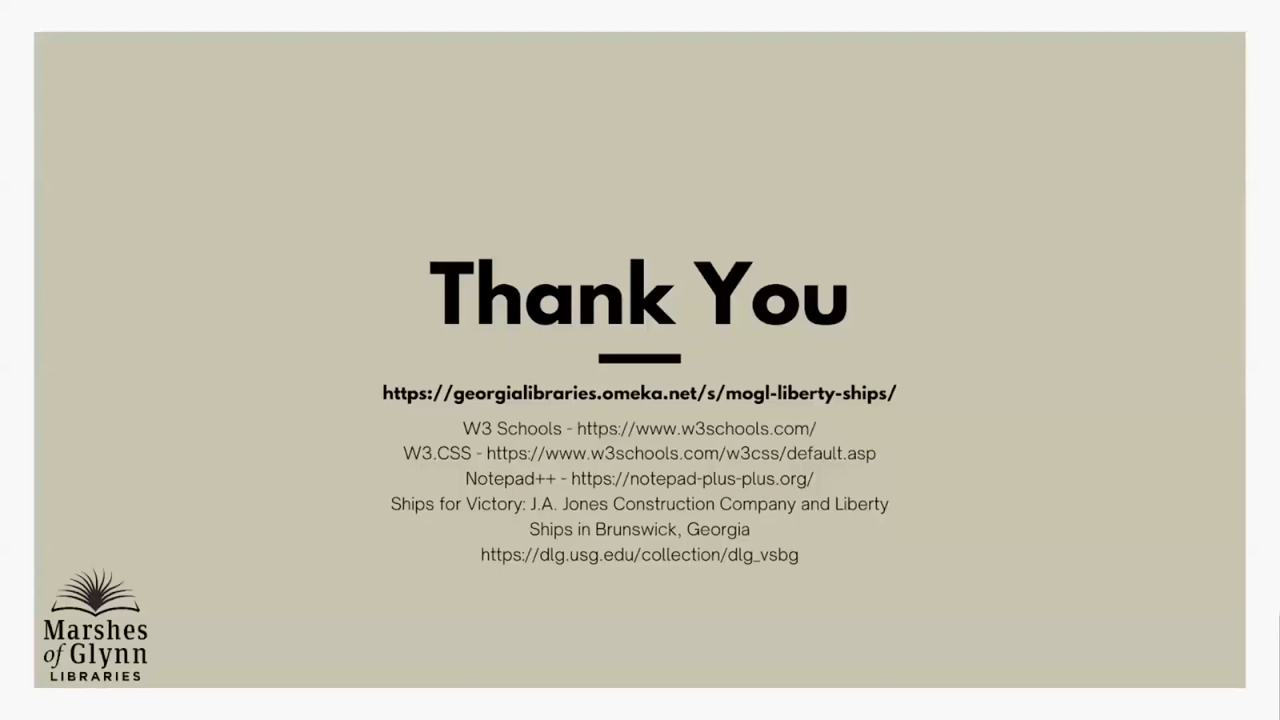 Thank You
https://georgialibraries.omeka.net/s/mogl-liberty-ships/
W3 Schools - https://www.w3schools.com/
W3.CSS - https://www.w3schools.com/w3css/default.asp
Notepad++ - https://notepad-plus-plus.org/
Ships for Victory: J.A. Jones Construction Company and Liberty
Ships in Brunswick, Georgia
https://dlg.usg.edu/collection/dlg_vsbg
Marshes
of Glynn
LIBRARIES